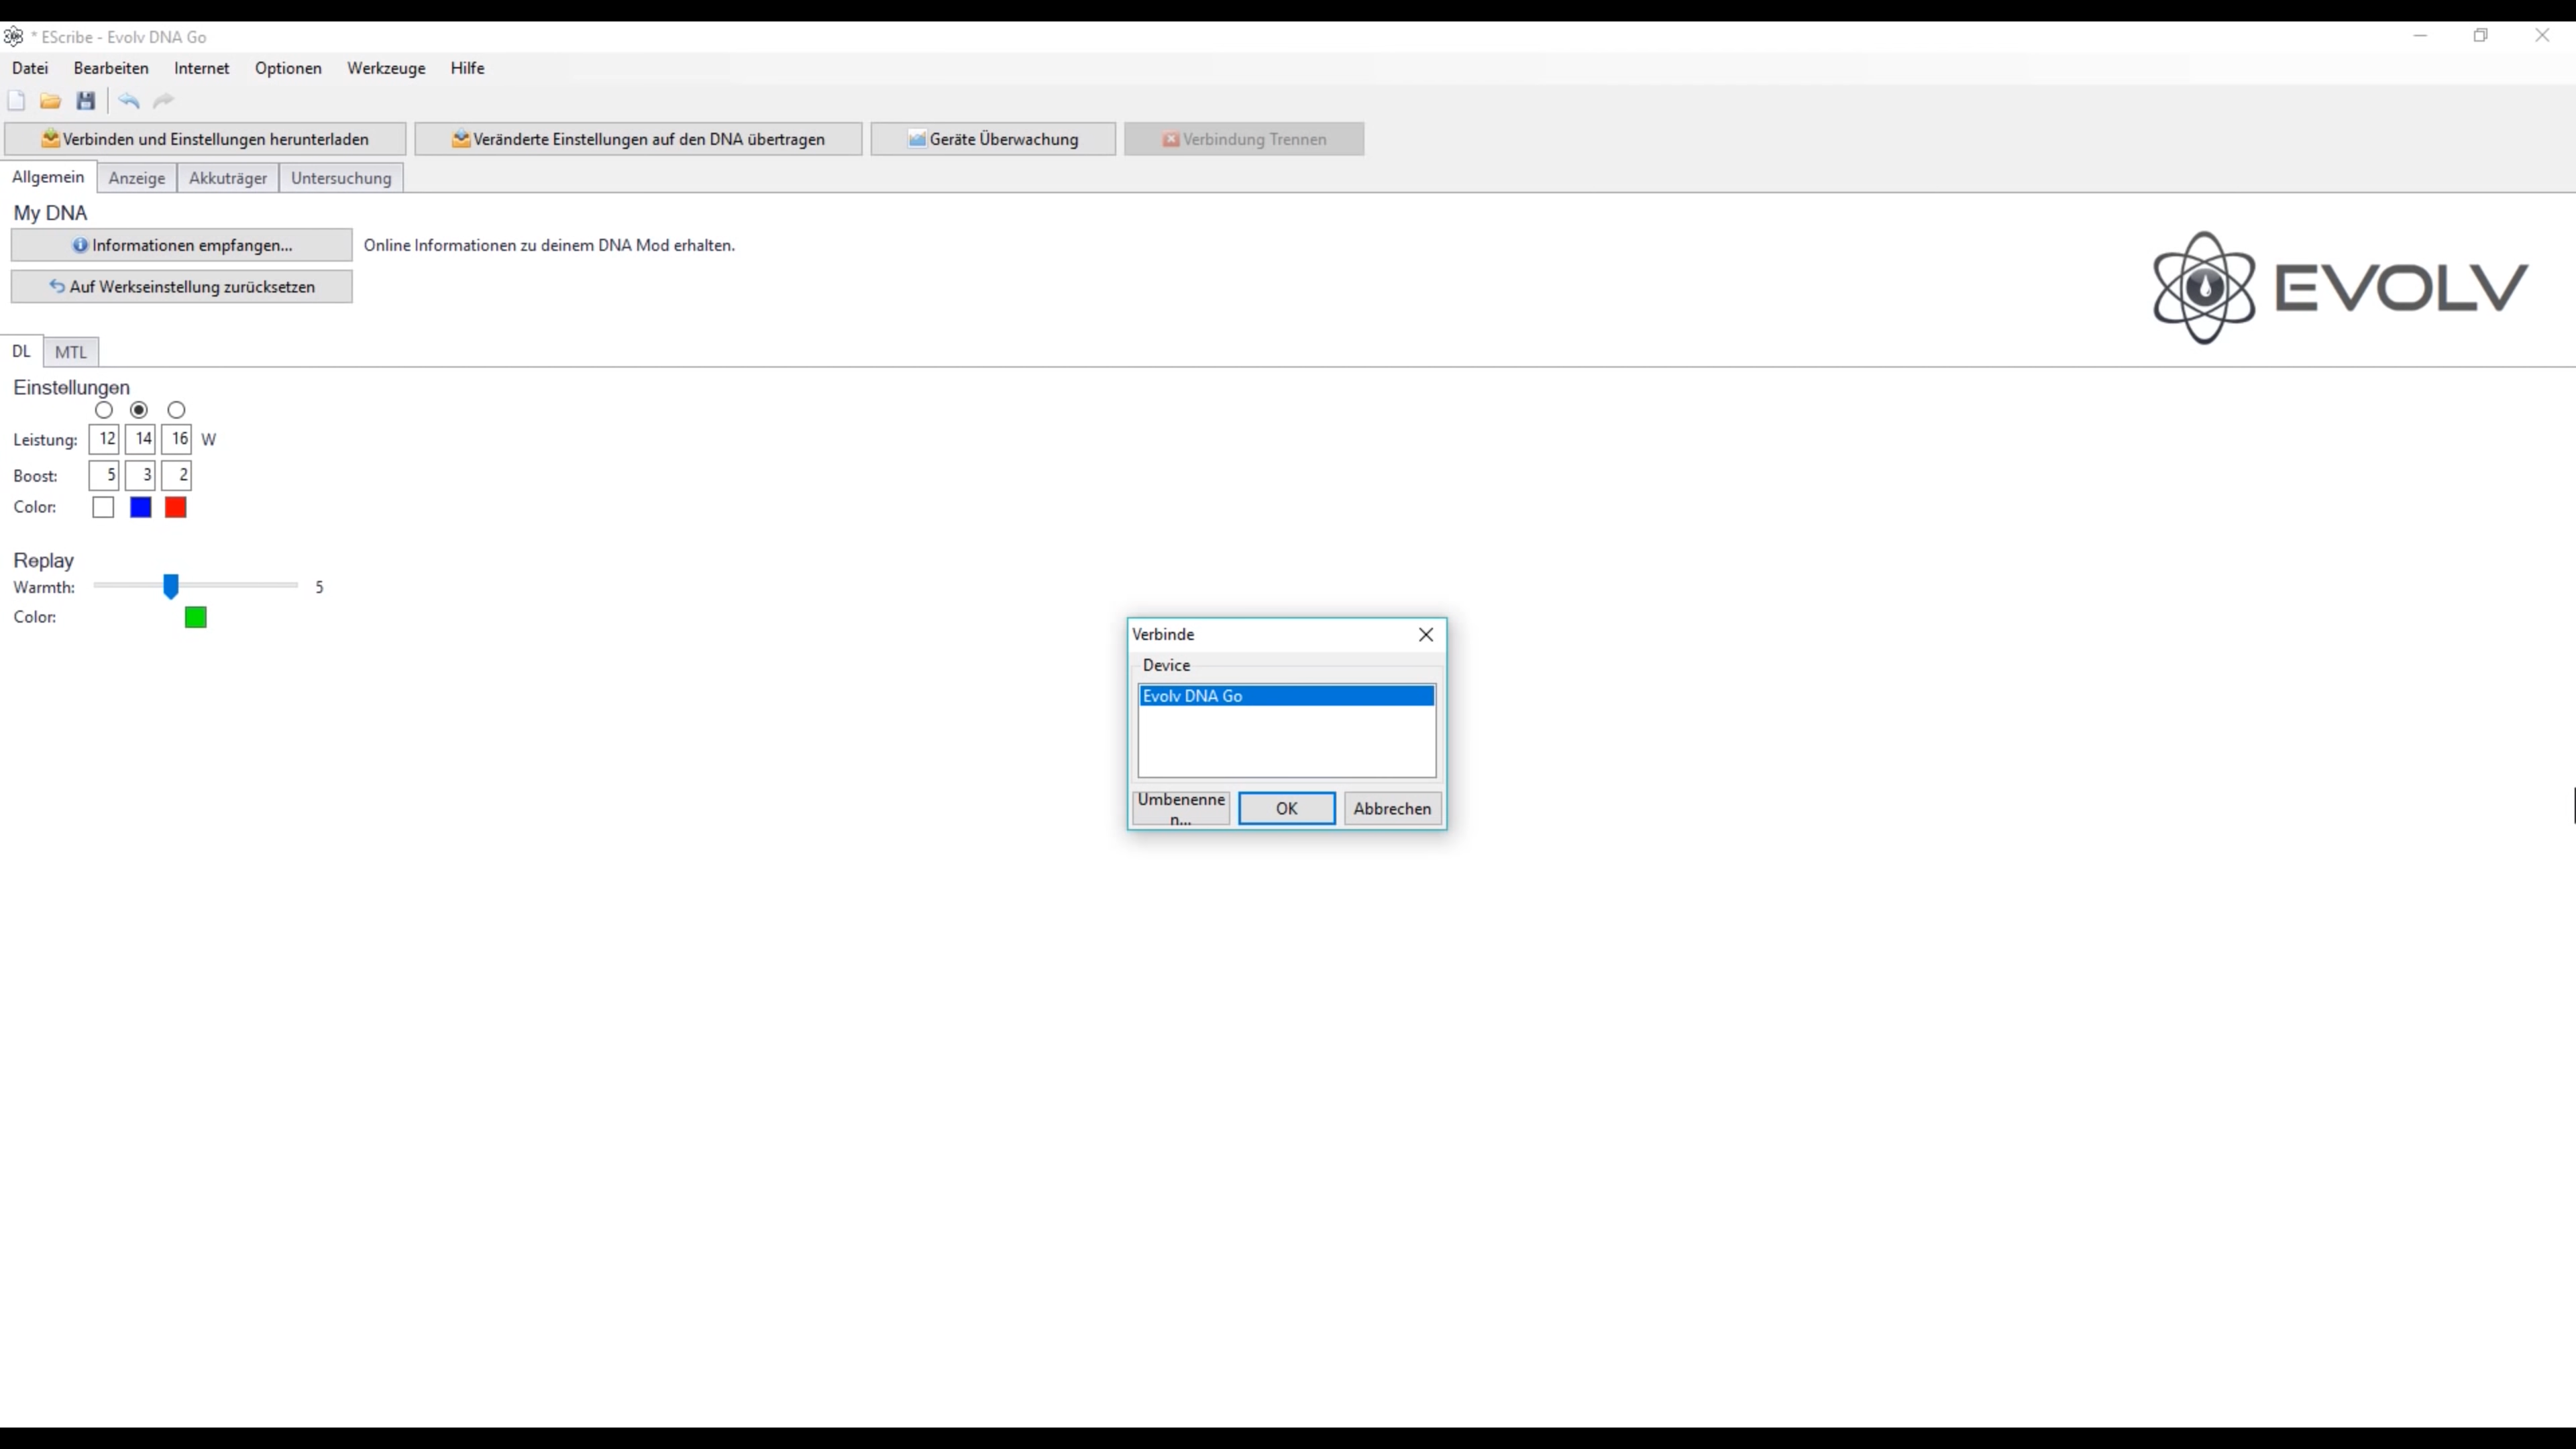 * EScribe - Evolv DNA Go
Datei Bearbeiten Internet Optionen Werkzeuge Hilfe
Verbinden und Einstellungen herunterladen Veränderte Einstellungen auf den DNA übertragen Geräte Überwachung Verbindung Trennen
Allgemein Anzeige Akkuträger Untersuchung
My DNA
Informationen empfangen... Online Informationen zu deinem DNA Mod erhalten.
Auf Werkseinstellung zurücksetzen
EVOLV
DL MTL
Einstellungen
Leistung: 12 14 16 W
Boost: 5 3 2
Color:
Replay
Warmth: 5
Color:
Verbinde
Device
Evolv DNA Go
Umbenenne
n...
OK Abbrechen